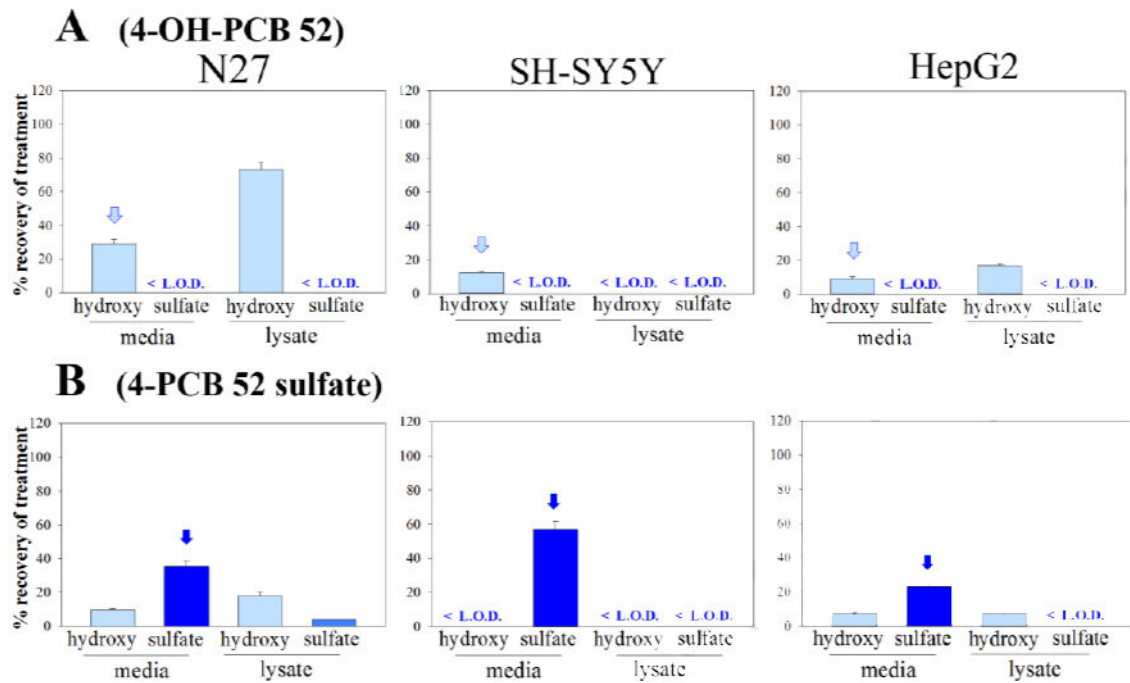 A (4-OH-PCB 52)
N27 SH-SY5Y HepG2
% recovery of treatment
120 100 80 60 40 20 0
< L.O.D. < L.O.D.
hydroxy sulfate hydroxy sulfate
media lysate
120 100 80 60 40 20 0
< L.O.D. < L.O.D. < L.O.D.
hydroxy sulfate hydroxy sulfate
media lysate
120 100 80 60 40 20 0
< L.O.D. < L.O.D.
hydroxy sulfate hydroxy sulfate
media lysate
B (4-PCB 52 sulfate)
% recovery of treatment
120 100 80 60 40 20 0
hydroxy sulfate hydroxy sulfate
media lysate
120 100 80 60 40 20 0
< L.O.D. < L.O.D. < L.O.D.
hydroxy sulfate hydroxy sulfate
media lysate
120 100 80 60 40 20 0
< L.O.D.
hydroxy sulfate hydroxy sulfate
media lysate